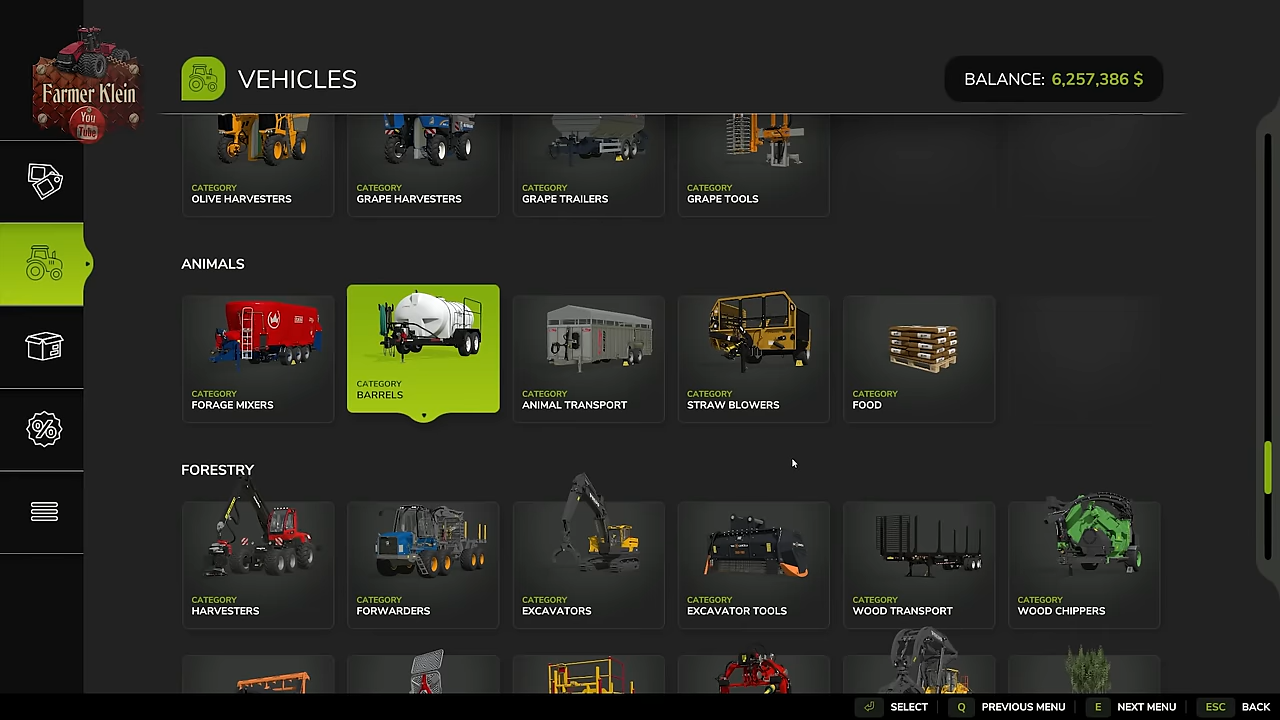 Farmer Klein
You
Tube
VEHICLES
BALANCE: 6,257,386 $
CATEGORY
OLIVE HARVESTERS
CATEGORY
GRAPE HARVESTERS
CATEGORY
GRAPE TRAILERS
CATEGORY
GRAPE TOOLS
ANIMALS
CATEGORY
FORAGE MIXERS
CATEGORY
BARRELS
CATEGORY
ANIMAL TRANSPORT
CATEGORY
STRAW BLOWERS
CATEGORY
FOOD
FORESTRY
CATEGORY
HARVESTERS
CATEGORY
FORWARDERS
CATEGORY
EXCAVATORS
CATEGORY
EXCAVATOR TOOLS
CATEGORY
WOOD TRANSPORT
CATEGORY
WOOD CHIPPERS
SELECT
Q PREVIOUS MENU
E NEXT MENU
ESC BACK